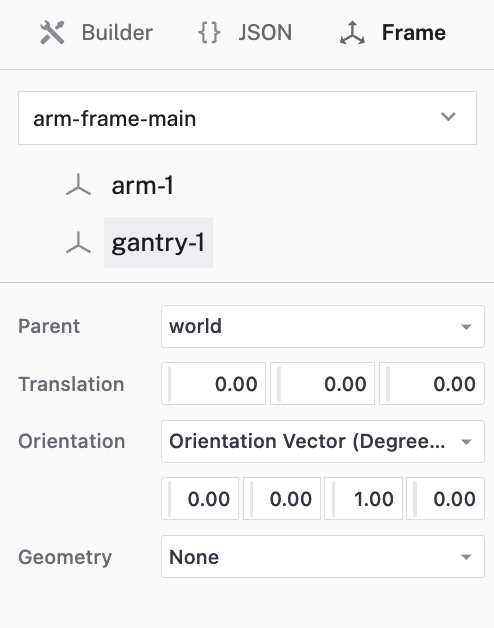 Builder {} JSON Frame
arm-frame-main
arm-1
gantry-1
Parent world
Translation 0.00 0.00 0.00
Orientation Orientation Vector (Degree...
0.00 0.00 1.00 0.00
Geometry None